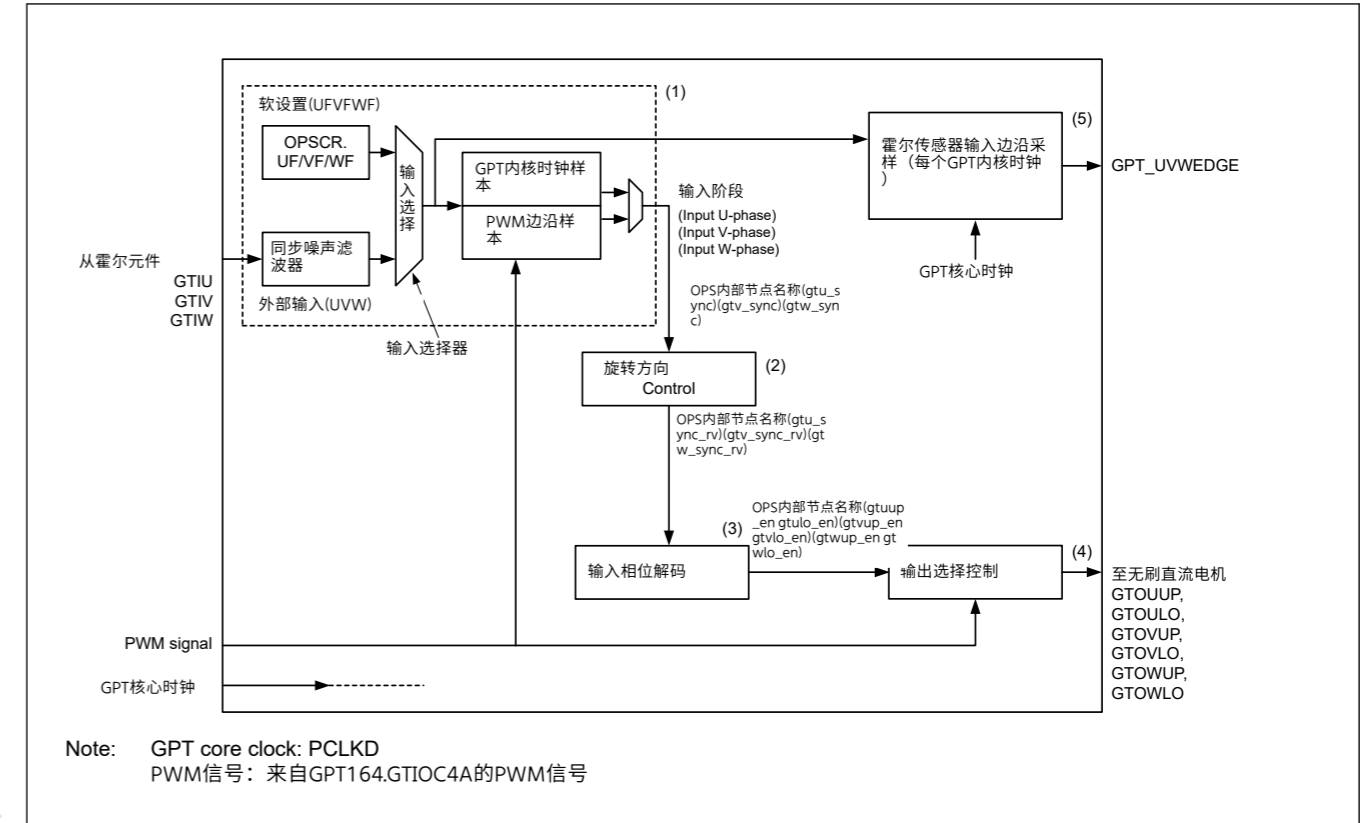 软设置(UFVFWF)
(1)
OPSCR.
UF/VF/WF
输
入
选
择
GPT内核时钟样
本
PWM边沿样
本
同步噪声滤
波器
外部输入(UVW)
从霍尔元件
GTIU
GTIV
GTIW
输入选择器
输入阶段
(Input U-phase)
(Input V-phase)
(Input W-phase)
(5)
霍尔传感器输入边沿采
样（每个GPT内核时钟
）
GPT_UVWEDGE
GPT核心时钟
OPS内部节点名称(gtu_s
ync)(gtv_sync)(gtw_syn
c)
旋转方向
Control
(2)
OPS内部节点名称(gtu_s
ync_rv)(gtv_sync_rv)(gt
w_sync_rv)
OPS内部节点名称(gtuup
_en gtulo_en)(gtvup_en
gtvlo_en)(gtwup_en gt
wlo_en)
(3)
输入相位解码
输出选择控制
(4)
至无刷直流电机
GTOUUP,
GTOULO,
GTOVUP,
GTOVLO,
GTOWUP,
GTOWLO
PWM signal
GPT核心时钟
Note: GPT core clock: PCLKD
PWM信号：来自GPT164.GTIOC4A的PWM信号